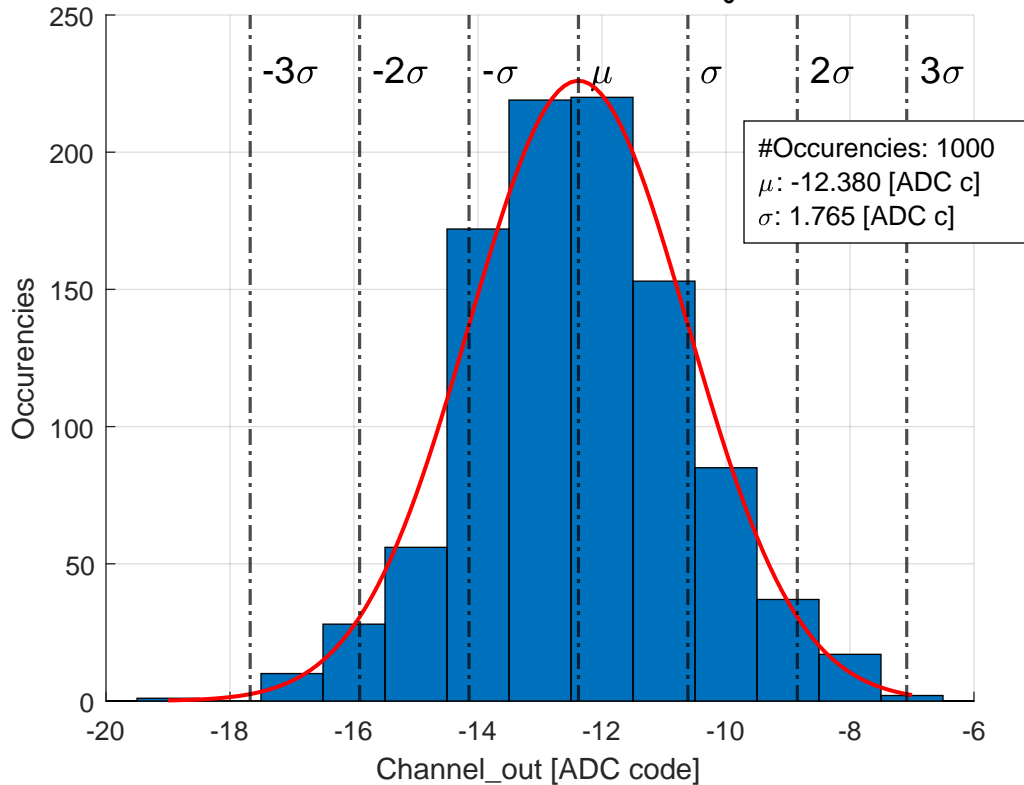 250
200
150
100
50
0
-3σ -2σ -σ μ σ 2σ 3σ
#Occurencies: 1000
μ: -12.380 [ADC c]
σ: 1.765 [ADC c]
Occurencies
-20 -18 -16 -14 -12 -10 -8 -6
Channel_out [ADC code]